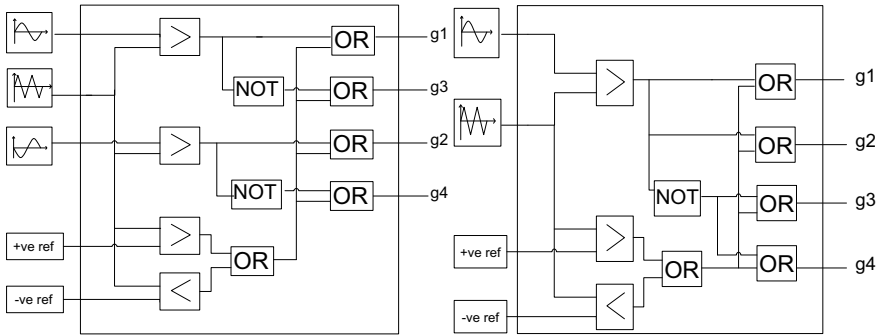 OR
g1
NOT
OR
g3
OR
g2
NOT
OR
g4
+ve ref
OR
-ve ref
OR
g1
OR
g2
NOT
OR
g3
+ve ref
OR
OR
g4
-ve ref